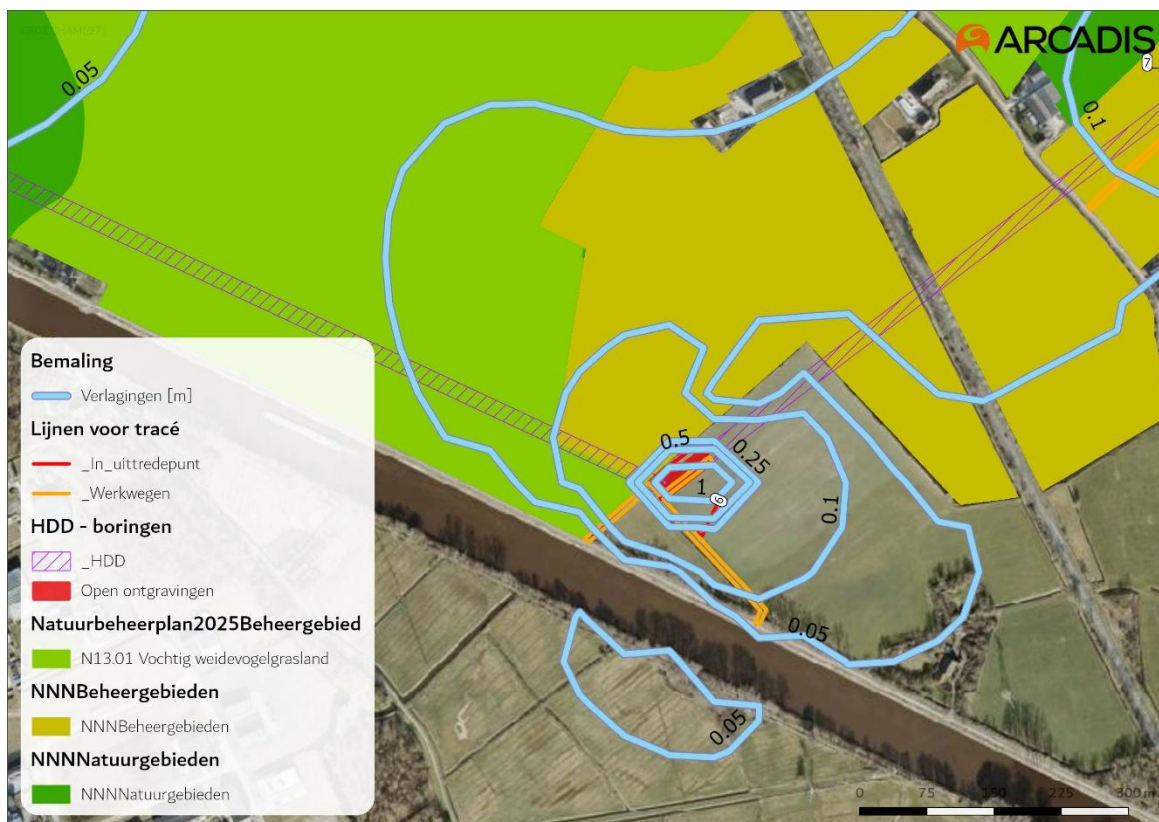 ARCADIS
0.05
7
0.1
0.5
0.25
1
6
0.1
0.05
0.05
Bemaling
Verlagingen [m]
Lijnen voor tracé
_In_uittredepunt
_Werkwegen
HDD - boringen
_HDD
Open ontgravingen
Natuurbeheerplan2025Beheergebied
N13.01 Vochtig weidevogelgrasland
NNNBeheergebieden
NNNBeheergebieden
NNNNatuurgebieden
NNNNatuurgebieden
0 75 150 225 300 m